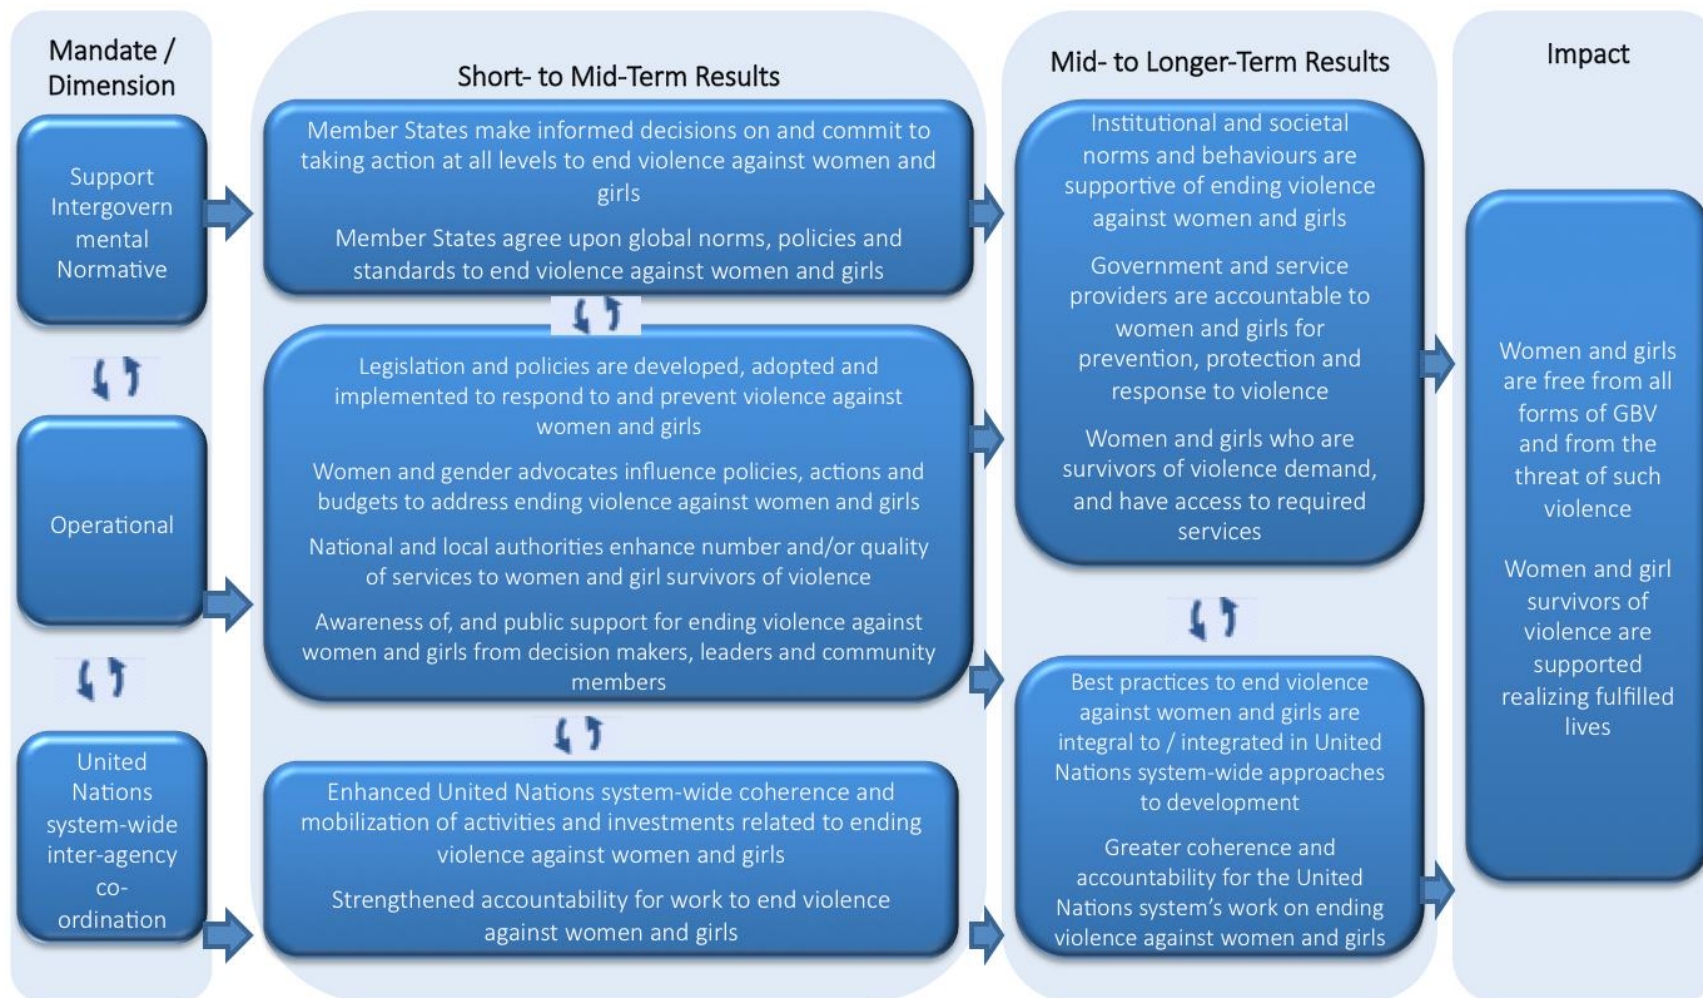 Mandate /
Dimension
Support
Intergovern
mental
Normative
Operational
United
Nations
system-wide
inter-agency
co-
ordination
Short- to Mid-Term Results
Member States make informed decisions on and commit to
taking action at all levels to end violence against women and
girls
Member States agree upon global norms, policies and
standards to end violence against women and girls
Legislation and policies are developed, adopted and
implemented to respond to and prevent violence against
women and girls
Women and gender advocates influence policies, actions and
budgets to address ending violence against women and girls
National and local authorities enhance number and/or quality
of services to women and girl survivors of violence
Awareness of, and public support for ending violence against
women and girls from decision makers, leaders and community
members
Enhanced United Nations system-wide coherence and
mobilization of activities and investments related to ending
violence against women and girls
Strengthened accountability for work to end violence
against women and girls
Mid- to Longer-Term Results
Institutional and societal
norms and behaviours are
supportive of ending violence
against women and girls
Government and service
providers are accountable to
women and girls for
prevention, protection and
response to violence
Women and girls who are
survivors of violence demand,
and have access to required
services
Best practices to end violence
against women and girls are
integral to / integrated in United
Nations system-wide approaches
to development
Greater coherence and
accountability for the United
Nations system's work on ending
violence against women and girls
Impact
Women and girls
are free from all
forms of GBV
and from the
threat of such
violence
Women and girl
survivors of
violence are
supported
realizing fulfilled
lives